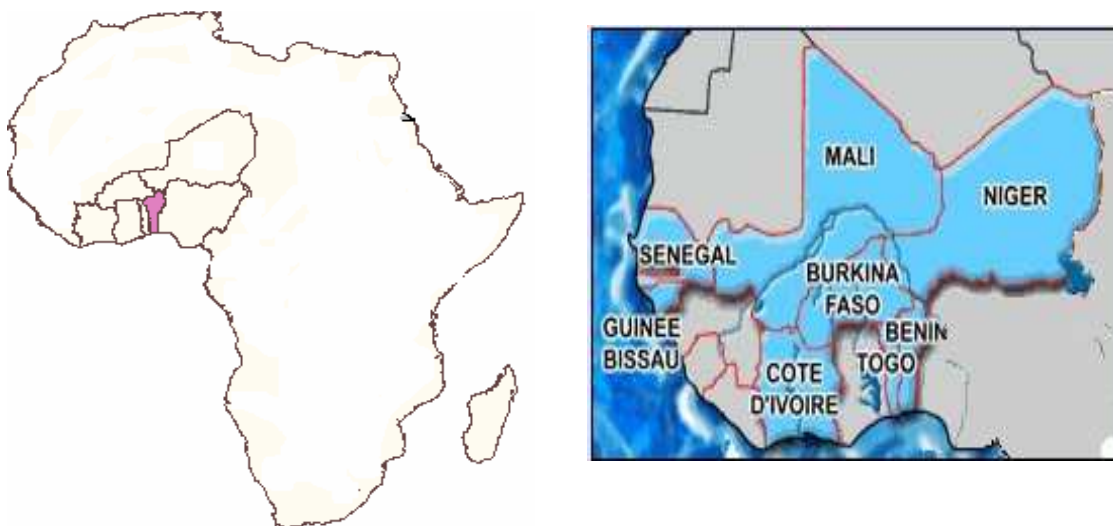 MALI
NIGER
SENEGAL
BURKINA
FASO
GUINEE
BISSAU
BENIN
TOGO
COTE
D'IVOIRE